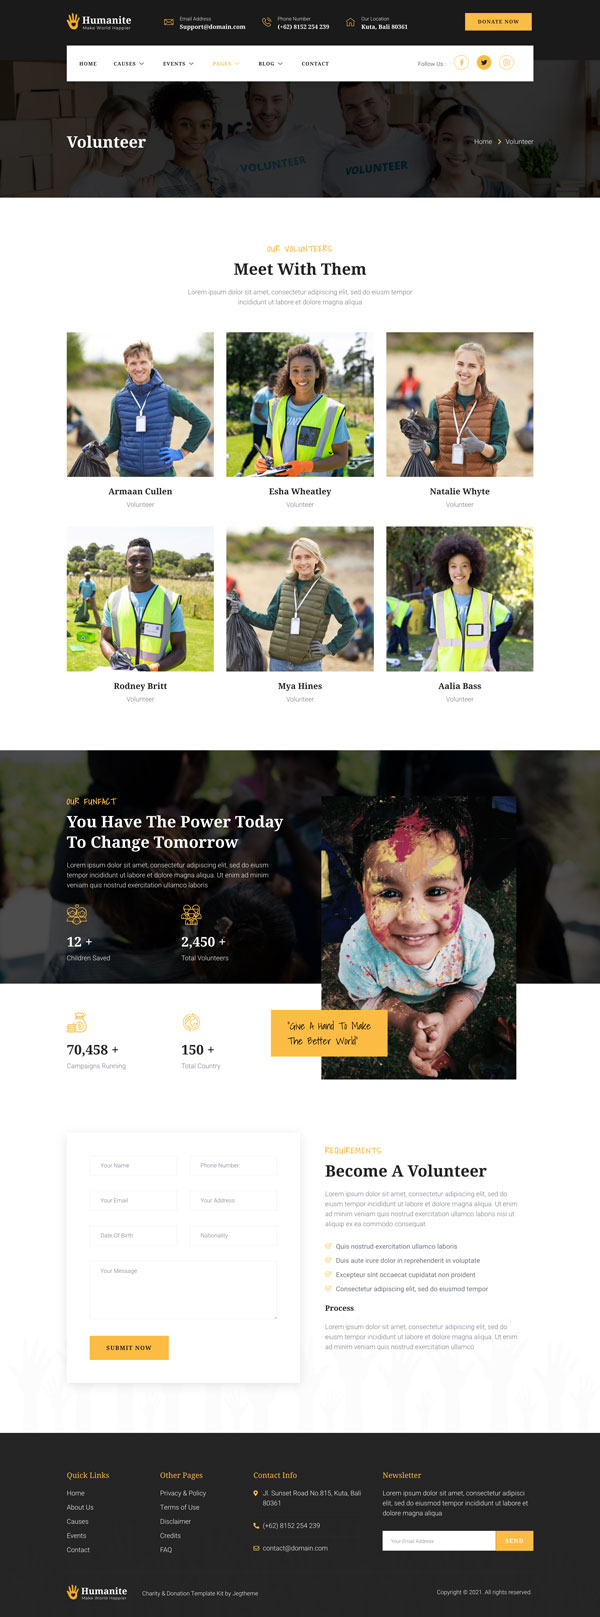 Humanite
Make World Happier
Email Address
Support@domain.com
Phone Number
(+62) 8152 254 239
Our Location
Kuta, Bali 80361
DONATE NOW
HOME
CAUSES
EVENTS
PAGES
BLOG
CONTACT
Follow Us :
VOLUNTEER
VOLUNTEER
Volunteer
Home
Volunteer
OUR VOLUNTEERS
Meet With Them
Lorem ipsum dolor sit amet, consectetur adipiscing elit, sed do eiusm tempor
incididunt ut labore et dolore magna aliqua
Armaan Cullen
Volunteer
Esha Wheatley
Volunteer
Natalie Whyte
Volunteer
Rodney Britt
Volunteer
Mya Hines
Volunteer
Aalia Bass
Volunteer
OUR FUNFACT
You Have The Power Today
To Change Tomorrow
Lorem ipsum dolor sit amet, consectetur adipiscing elit, sed do eiusm
tempor incididunt ut labore et dolore magna aliqua. Ut enim ad minim
veniam quis nostrud exercitation ullamco laboris
12 +
Children Saved
2,450 +
Total Volunteers
70,458 +
Campaigns Running
150 +
Total Country
"Give A Hand To Make
The Better World"
Your Name
Phone Number
Your Email
Your Address
Date Of Birth
Nationality
Your Message
SUBMIT NOW
REQUIREMENTS
Become A Volunteer
Lorem ipsum dolor sit amet, consectetur adipiscing elit, sed do
eiusm tempor incididunt ut labore et dolore magna aliqua. Ut enim
ad minim veniam quis nostrud exercitation ullamco laboris nisi ut
aliquip ex ea commodo consequat
Quis nostrud exercitation ullamco laboris
Duis aute irure dolor in reprehenderit in voluptate
Excepteur sint occaecat cupidatat non proident
Consectetur adipiscing elit, sed do eiusmod tempor
Process
Lorem ipsum dolor sit amet, consectetur adipiscing elit, sed do
eiusm tempor incididunt ut labore et dolore magna aliqua. Ut enim
ad minim veniam quis nostrud exercitation ullamco
Quick Links
Home
About Us
Causes
Events
Contact
Other Pages
Privacy & Policy
Terms of Use
Disclaimer
Credits
FAQ
Contact Info
Jl. Sunset Road No.815, Kuta, Bali
80361
(+62) 8152 254 239
contact@domain.com
Newsletter
Lorem ipsum dolor sit amet, consectetur adipisci
elit, sed do eiusmod tempor incididunt ut labore et
dolore magna aliqua
Your Email Address
SEND
Humanite
Make World Happier
Charity & Donation Template Kit by Jegtheme
Copyright © 2021. All rights reserved.